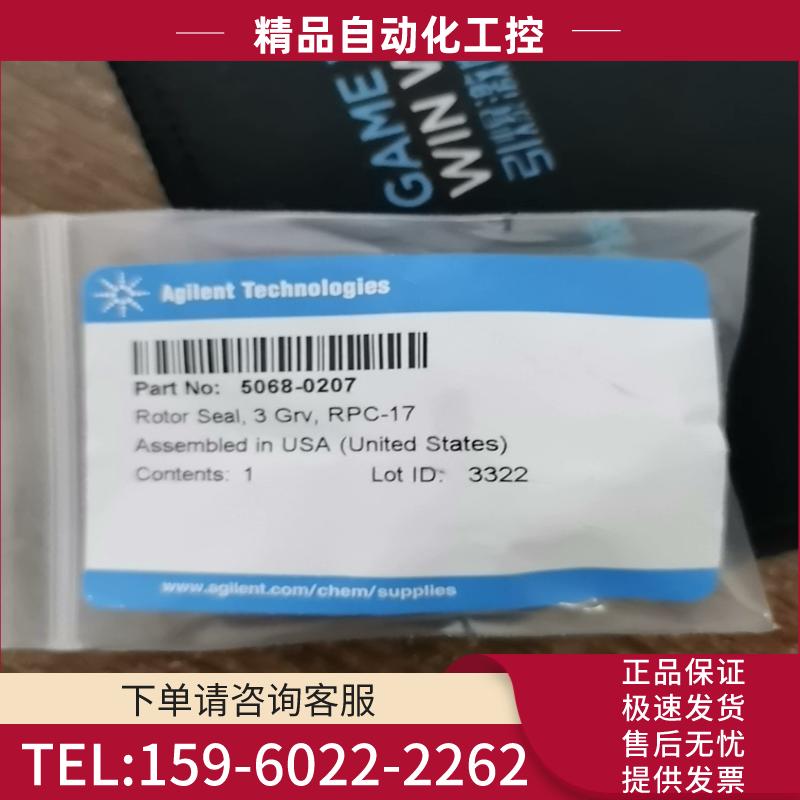 精品自动化工控
GAME
WIN W
Agilent Technologies
Part No: 5068-0207
Rotor Seal, 3 Grv, RPC-17
Assembled in USA (United States)
Contents: 1 Lot ID: 3322
www.agilent.com/chem/supplies
下单请咨询客服
TEL:159-6022-2262
正品保证
极速发货
售后无忧
提供发票